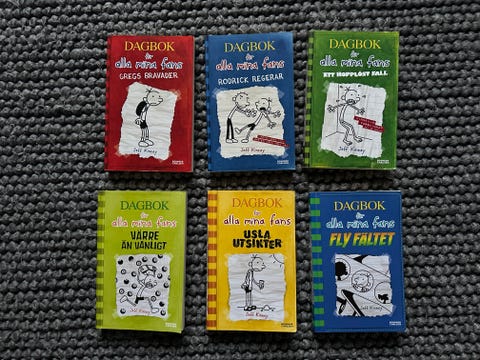 DAGBOK
för
alla mina fans
GREGS BRAVADER
Jeff Kinney
DAGBOK
för
alla mina fans
RODRICK REGERAR
Jeff Kinney
DAGBOK
för
alla mina fans
ETT HOPPLÖST FALL
Jeff Kinney
DAGBOK
för
alla mina fans
VÄRRE
ÄN VANLIGT
Jeff Kinney
DAGBOK
för
alla mina fans
USLA
UTSIKTER
Jeff Kinney
DAGBOK
för
alla mina fans
FLY FÄLTET
Jeff Kinney